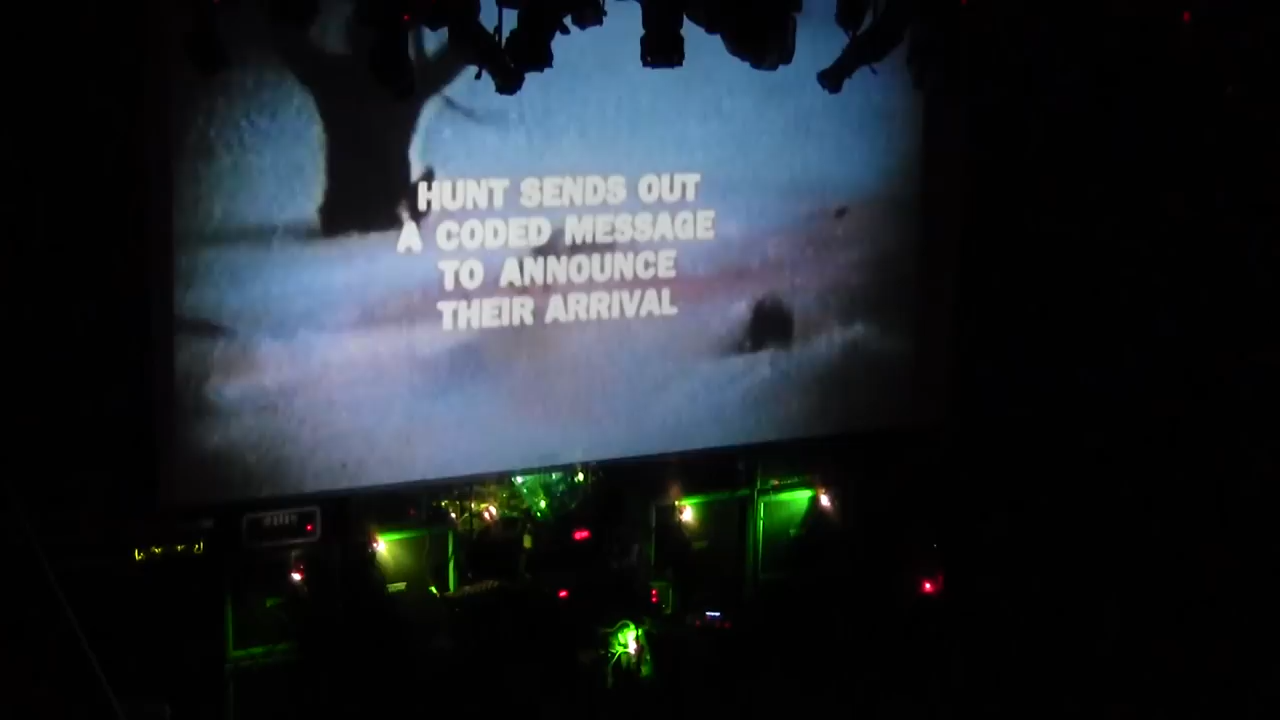 HUNT SENDS OUT
A CODED MESSAGE
TO ANNOUNCE
THEIR ARRIVAL